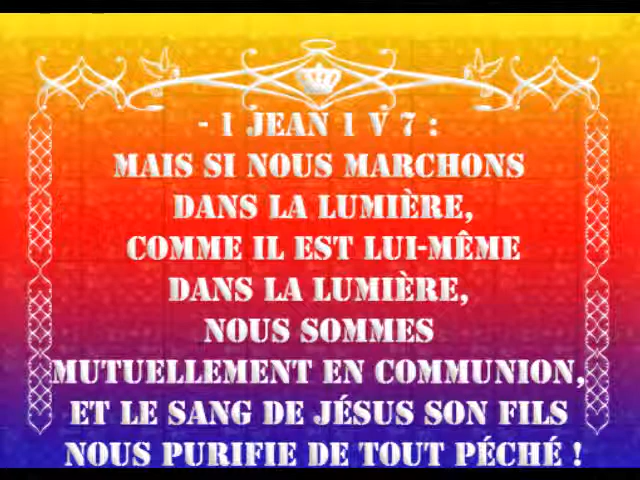 - 1 JEAN 1 V 7 :
MAIS SI NOUS MARCHONS
DANS LA LUMIÈRE,
COMME IL EST LUI-MÊME
DANS LA LUMIÈRE,
NOUS SOMMES
MUTUELLEMENT EN COMMUNION,
ET LE SANG DE JÉSUS SON FILS
NOUS PURIFIE DE TOUT PÉCHÉ !